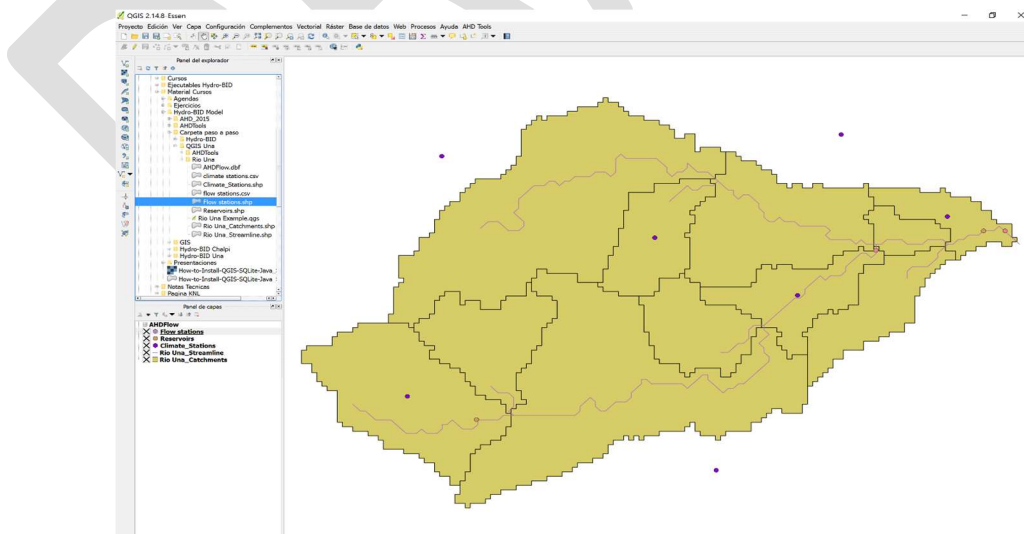 QGIS 2.14.8-Essen
Proyecto Edición Ver Capa Configuración Complementos Vectorial Ráster Base de datos Web Procesos Ayuda AHD Tools
Panel del explorador
Cursos
Ejecutables Hydro-BID
Material Cursos
Agendas
Ejercicios
Hydro-BID Model
AHD_2015
AHDTools
Carpeta paso a paso
Hydro-BID
QGIS Una
AHDTools
Rio Una
AHDFlow.dbf
climate stations.csv
Climate_Stations.shp
flow stations.csv
Flow stations.shp
Reservoirs.shp
Rio Una Example.qgs
Rio Una_Catchments.shp
Rio Una_Streamline.shp
GIS
Hydro-BID Chalpi
Hydro-BID Una
Presentaciones
How-to-Install-QGIS-SQLite-Java_
How-to-Install-QGIS-SQLite-Java
Notas Tecnicas
Pagina KNL
Panel de capas
AHDFlow
Flow stations
Reservoirs
Climate_Stations
Rio Una_Streamline
Rio Una_Catchments